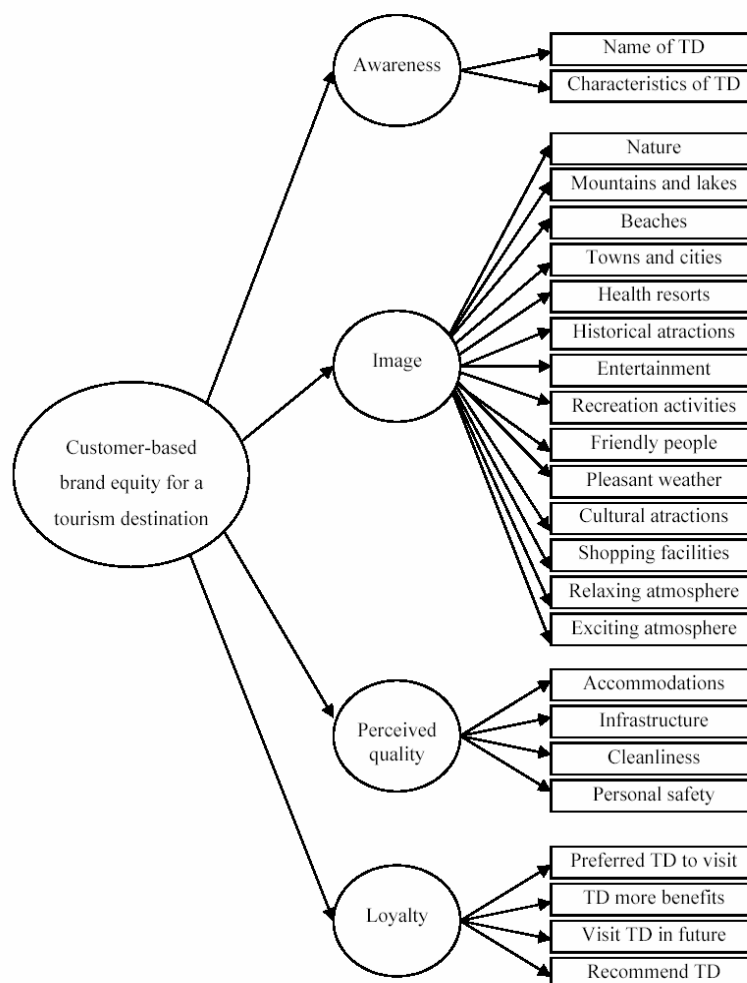 Customer-based
brand equity for a
tourism destination
Awareness
Name of TD
Characteristics of TD
Image
Nature
Mountains and lakes
Beaches
Towns and cities
Health resorts
Historical atractions
Entertainment
Recreation activities
Friendly people
Pleasant weather
Cultural atractions
Shopping facilities
Relaxing atmosphere
Exciting atmosphere
Perceived
quality
Accommodations
Infrastructure
Cleanliness
Personal safety
Loyalty
Preferred TD to visit
TD more benefits
Visit TD in future
Recommend TD